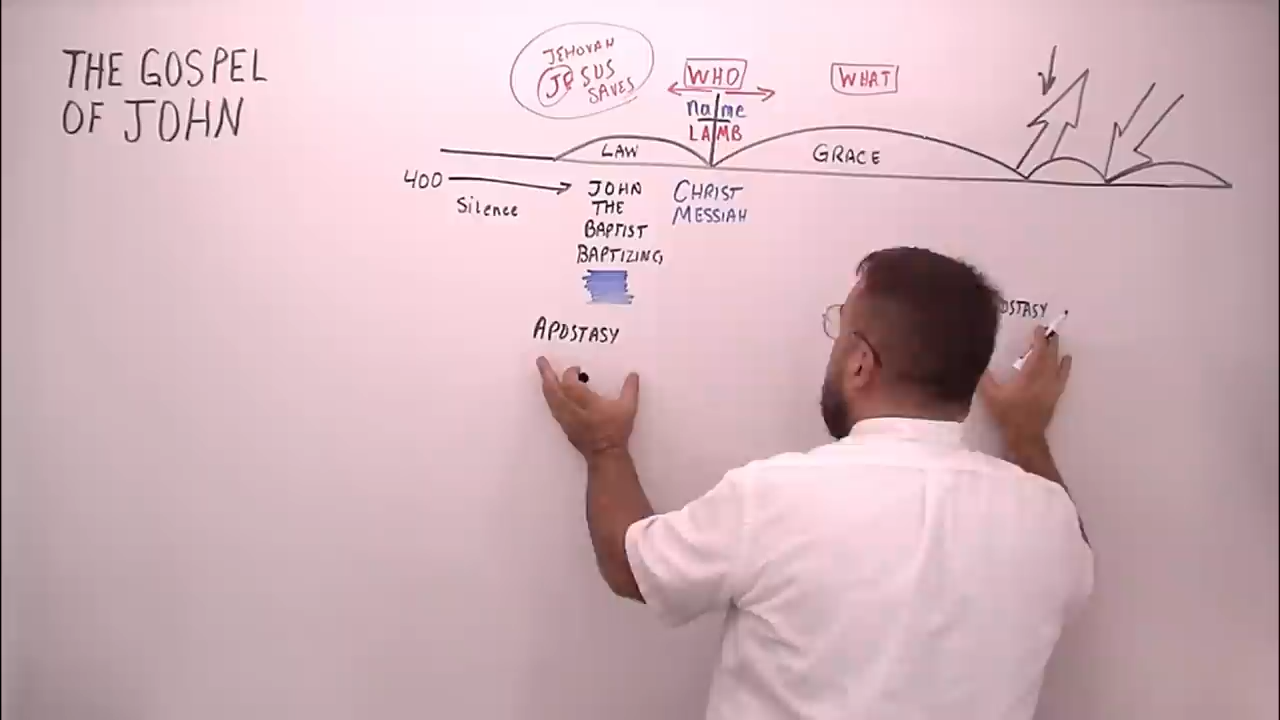 THE GOSPEL
OF JOHN
JEHOVAH
JESUS
SAVES
WHO
WHAT
name
LAMB
LAW
GRACE
400
Silence
JOHN
THE
BAPTIST
BAPTIZING
CHRIST
MESSIAH
APOSTASY
OSTASY